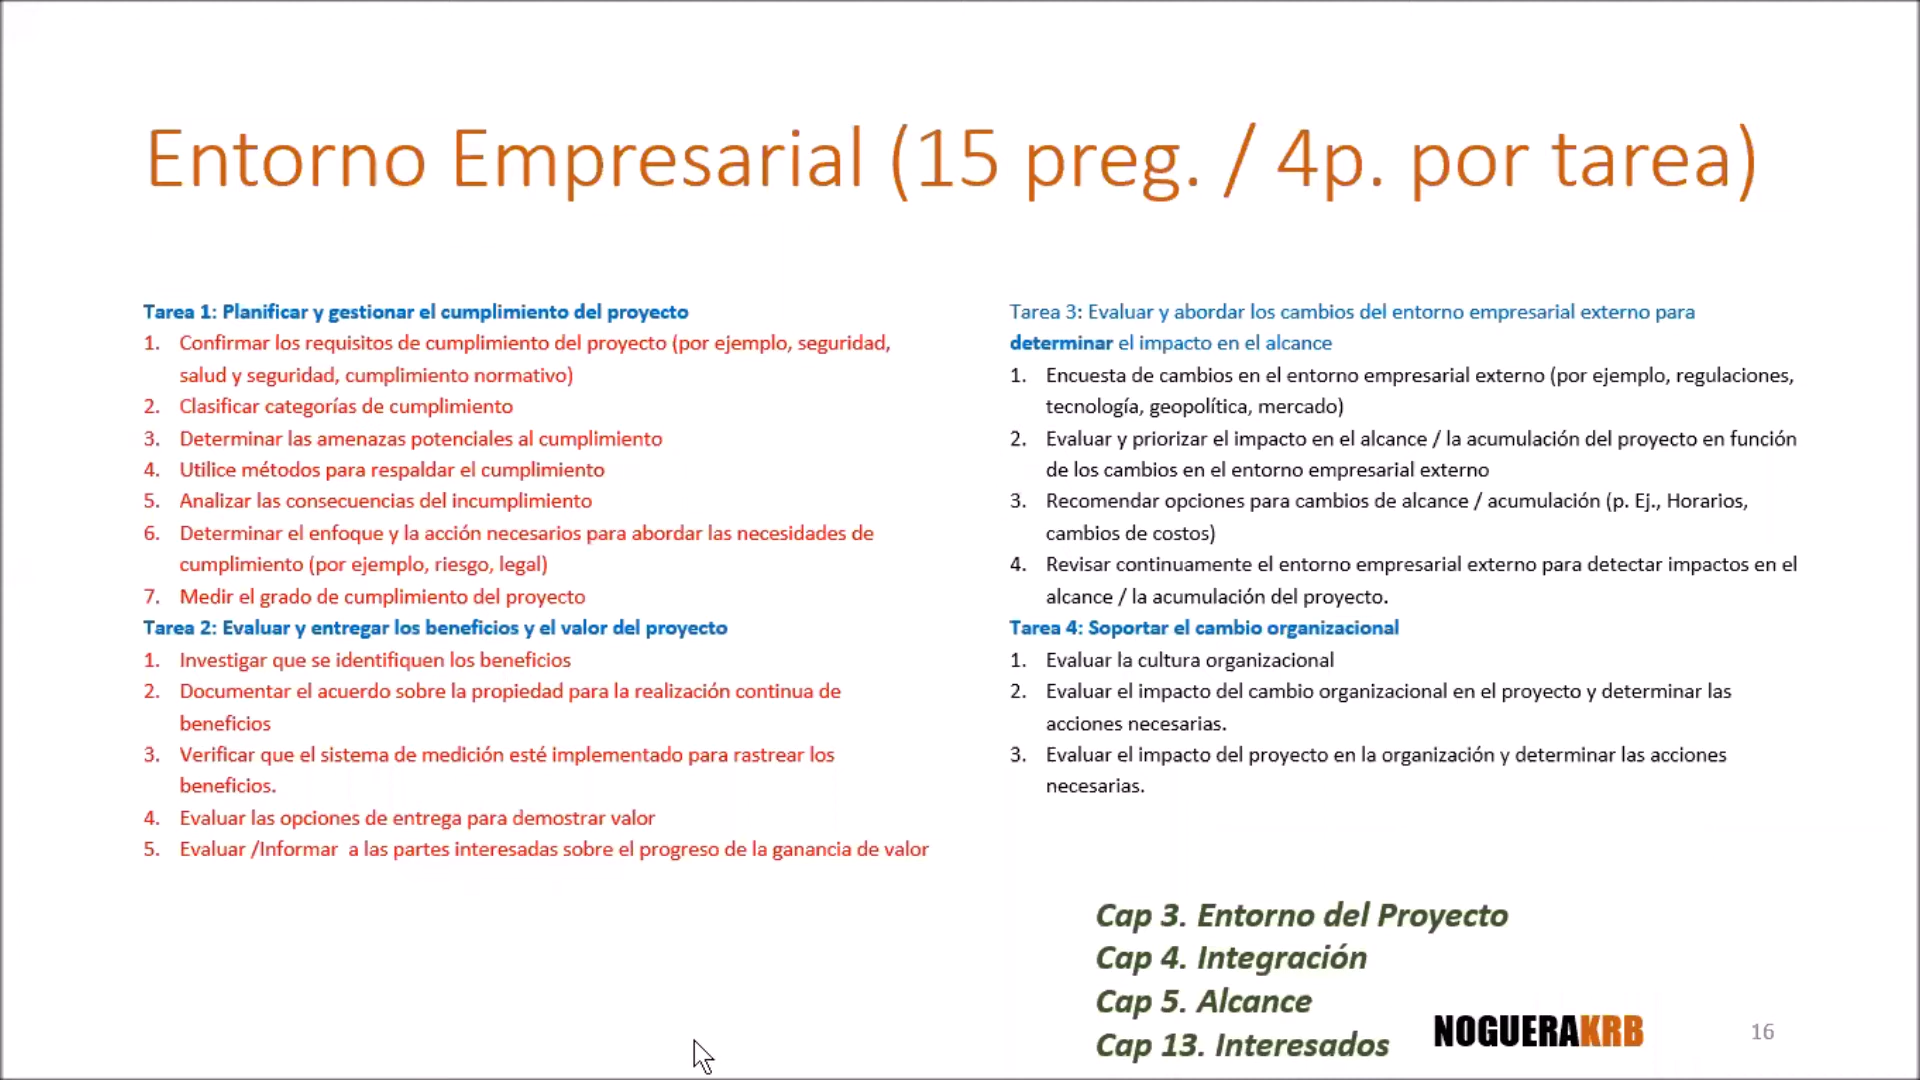 Entorno Empresarial (15 preg. / 4p. por tarea)
Tarea 1: Planificar y gestionar el cumplimiento del proyecto
1. Confirmar los requisitos de cumplimiento del proyecto (por ejemplo, seguridad,
salud y seguridad, cumplimiento normativo)
2. Clasificar categorías de cumplimiento
3. Determinar las amenazas potenciales al cumplimiento
4. Utilice métodos para respaldar el cumplimiento
5. Analizar las consecuencias del incumplimiento
6. Determinar el enfoque y la acción necesarios para abordar las necesidades de
cumplimiento (por ejemplo, riesgo, legal)
7. Medir el grado de cumplimiento del proyecto
Tarea 2: Evaluar y entregar los beneficios y el valor del proyecto
1. Investigar que se identifiquen los beneficios
2. Documentar el acuerdo sobre la propiedad para la realización continua de
beneficios
3. Verificar que el sistema de medición esté implementado para rastrear los
beneficios.
4. Evaluar las opciones de entrega para demostrar valor
5. Evaluar /Informar a las partes interesadas sobre el progreso de la ganancia de valor
Tarea 3: Evaluar y abordar los cambios del entorno empresarial externo para
determinar el impacto en el alcance
1. Encuesta de cambios en el entorno empresarial externo (por ejemplo, regulaciones,
tecnología, geopolítica, mercado)
2. Evaluar y priorizar el impacto en el alcance / la acumulación del proyecto en función
de los cambios en el entorno empresarial externo
3. Recomendar opciones para cambios de alcance / acumulación (p. Ej., Horarios,
cambios de costos)
4. Revisar continuamente el entorno empresarial externo para detectar impactos en el
alcance / la acumulación del proyecto.
Tarea 4: Soportar el cambio organizacional
1. Evaluar la cultura organizacional
2. Evaluar el impacto del cambio organizacional en el proyecto y determinar las
acciones necesarias.
3. Evaluar el impacto del proyecto en la organización y determinar las acciones
necesarias.
Cap 3. Entorno del Proyecto
Cap 4. Integración
Cap 5. Alcance
Cap 13. Interesados
NOGUERAKRB
16